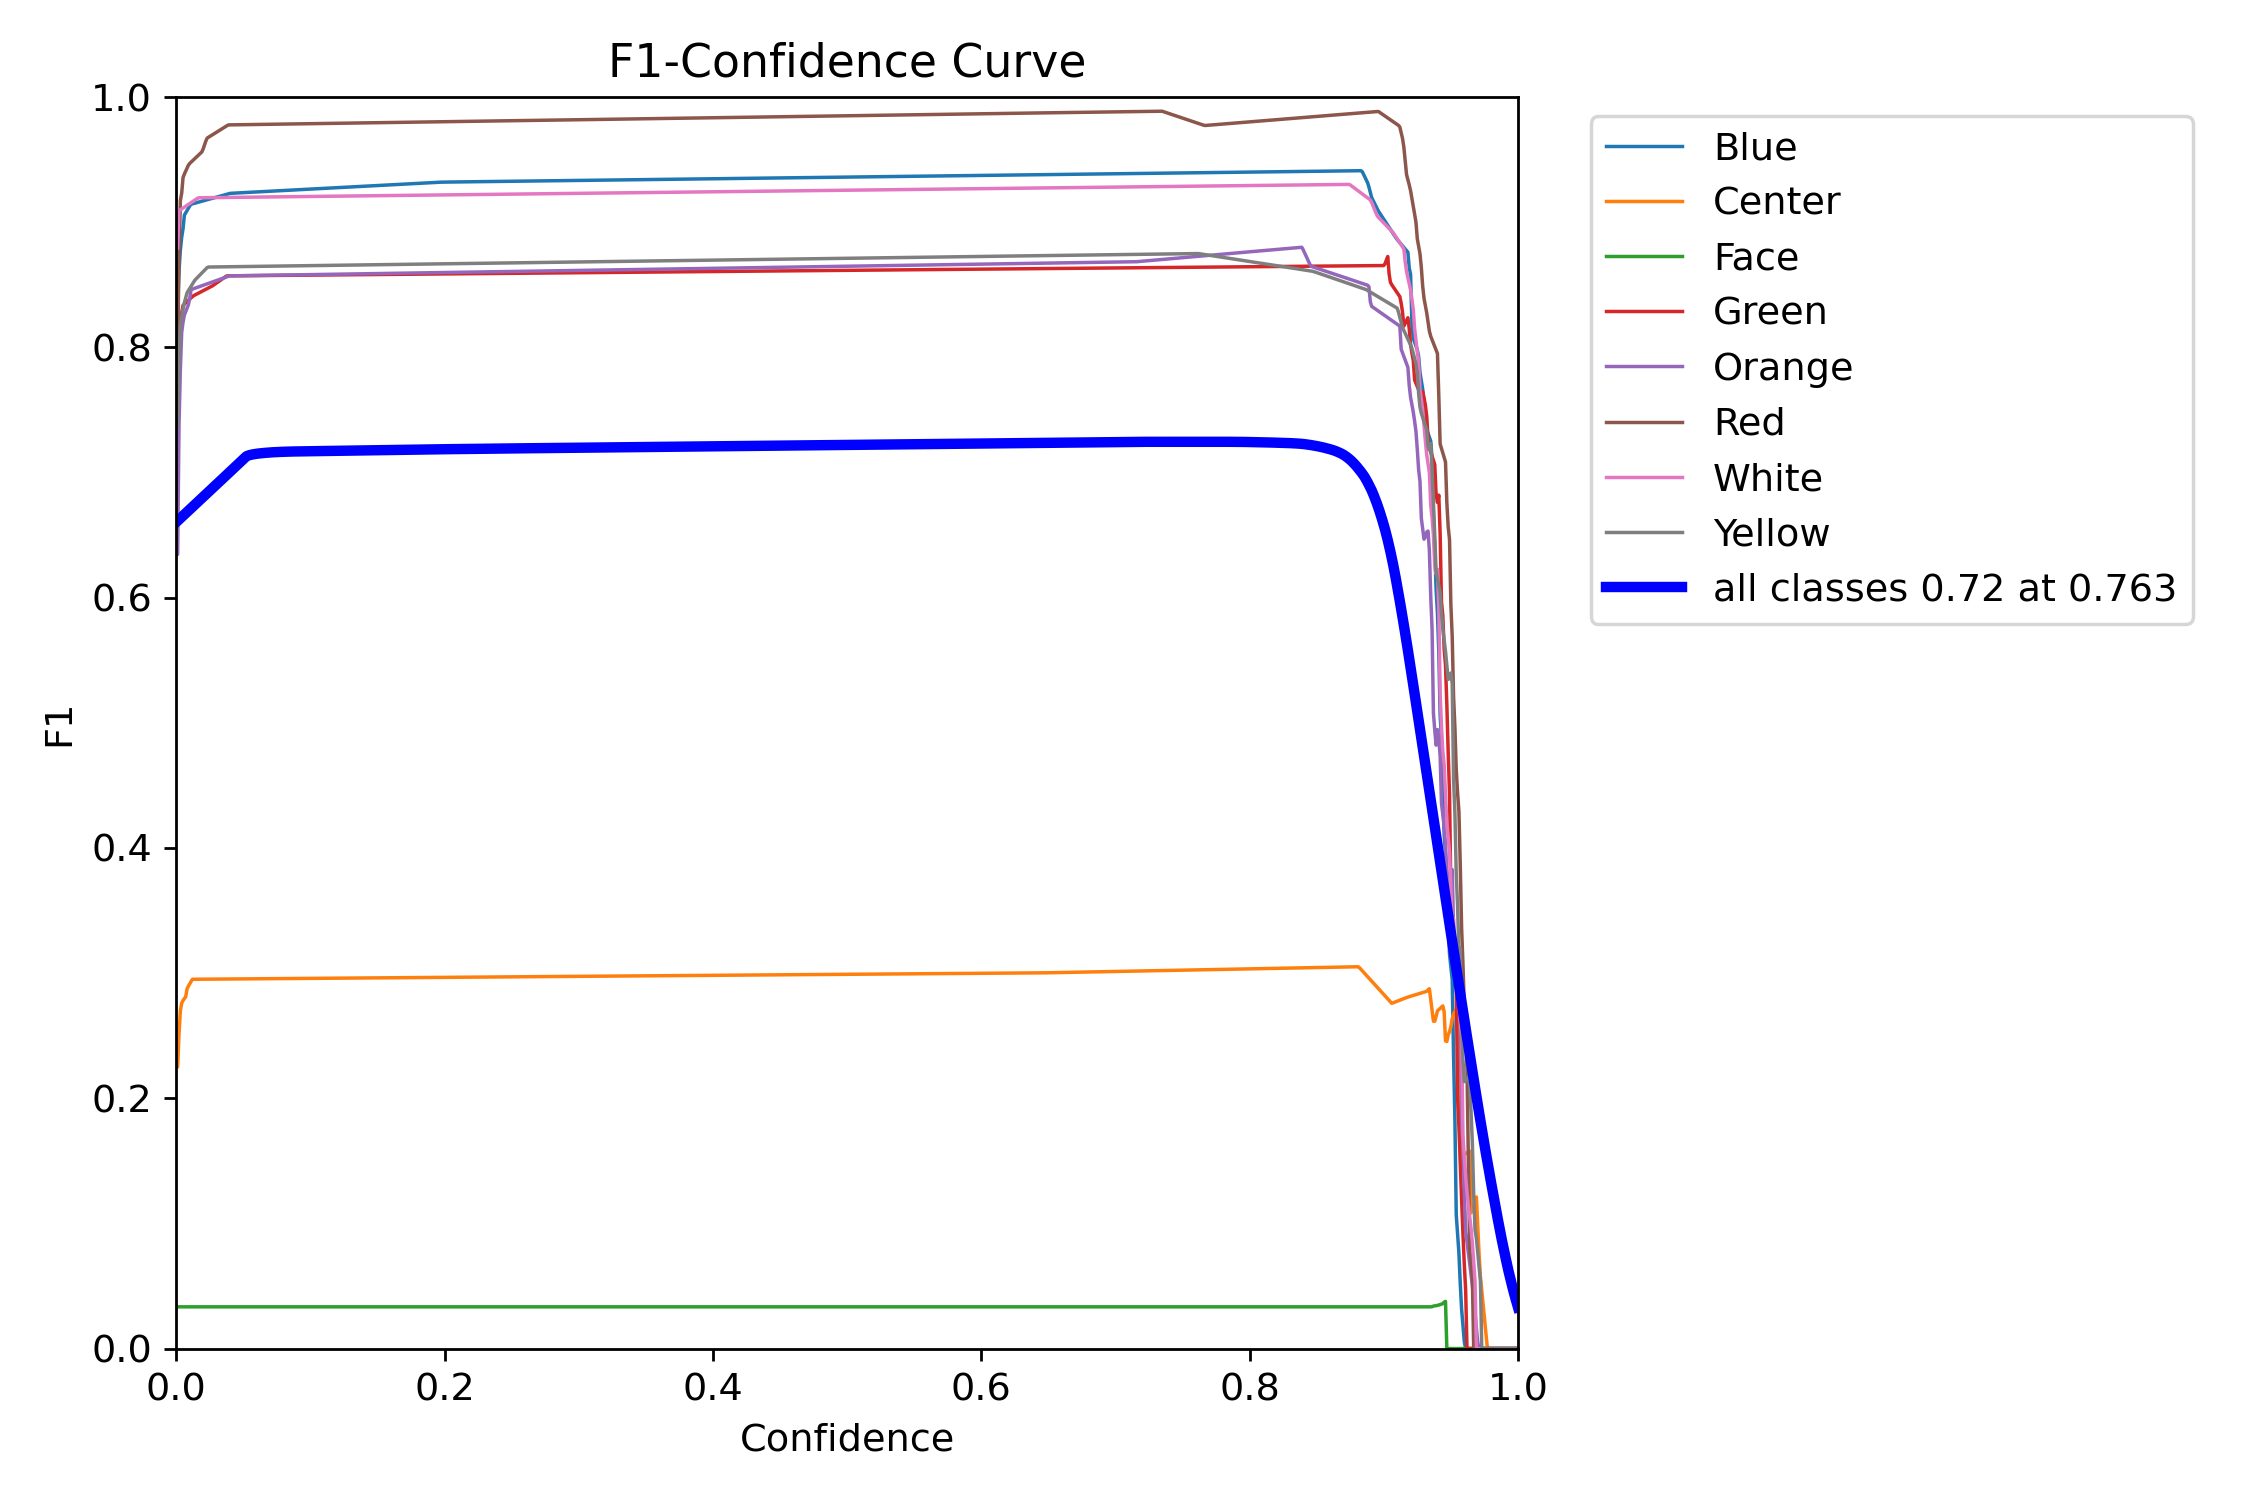 F1-Confidence Curve
1.0
0.8
0.6
0.4
0.2
0.0
F1
0.0 0.2 0.4 0.6 0.8 1.0
Confidence
Blue
Center
Face
Green
Orange
Red
White
Yellow
all classes 0.72 at 0.763